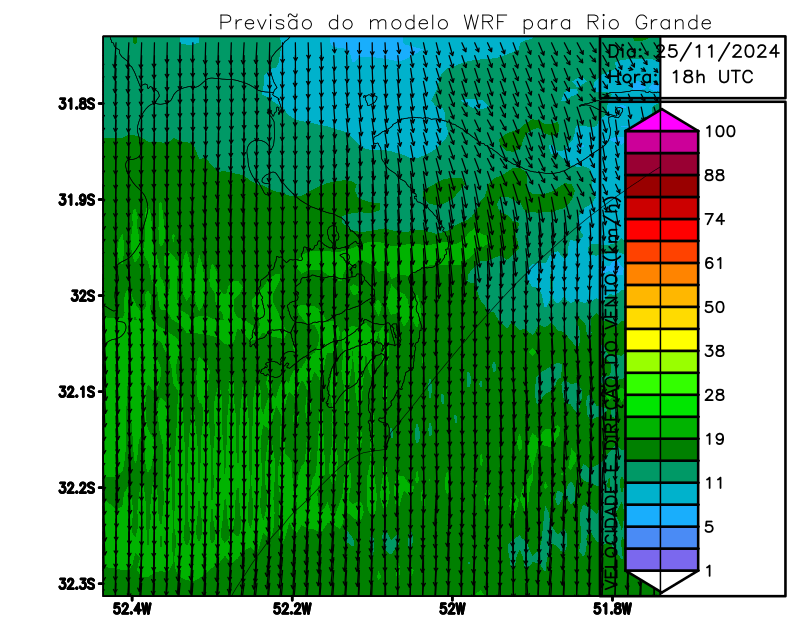 Previsão do modelo WRF para Rio Grande
Dia: 25/11/2024
Hora: 18h UTC
31.8S
31.9S
32S
32.1S
32.2S
32.3S
52.4W
52.2W
52W
51.8W
VELOCIDADE E DIREÇÃO DO VENTO (km/h)
100
88
74
61
50
38
28
19
11
5
1